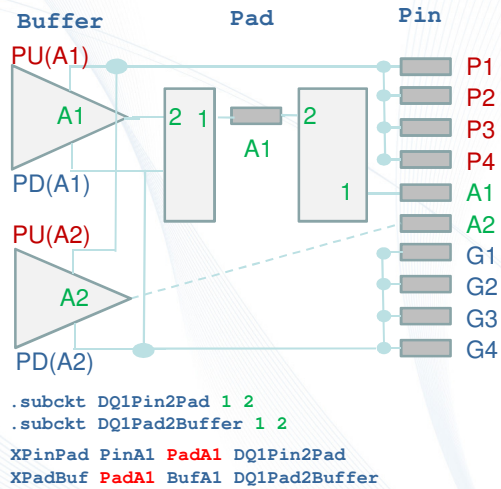 Buffer Pad Pin
PU(A1)
P1
P2
A1 2 1 2
P3
A1
P4
PD(A1) 1 A1
PU(A2) A2
G1
A2 G2
G3
PD(A2) G4
.subckt DQ1Pin2Pad 1 2
.subckt DQ1Pad2Buffer 1 2
XPinPad PinA1 PadA1 DQ1Pin2Pad
XPadBuf PadA1 BufA1 DQ1Pad2Buffer